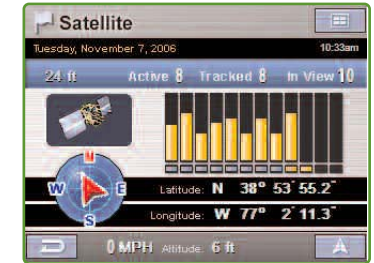 Satellite
Tuesday, November 7, 2006 10:33am
24 ft Active 8 Tracked 8 In View 10
N
W E
S
Latitude: N 38° 53' 55.2"
Longitude: W 77° 2' 11.3"
0 MPH Altitude: 6 ft